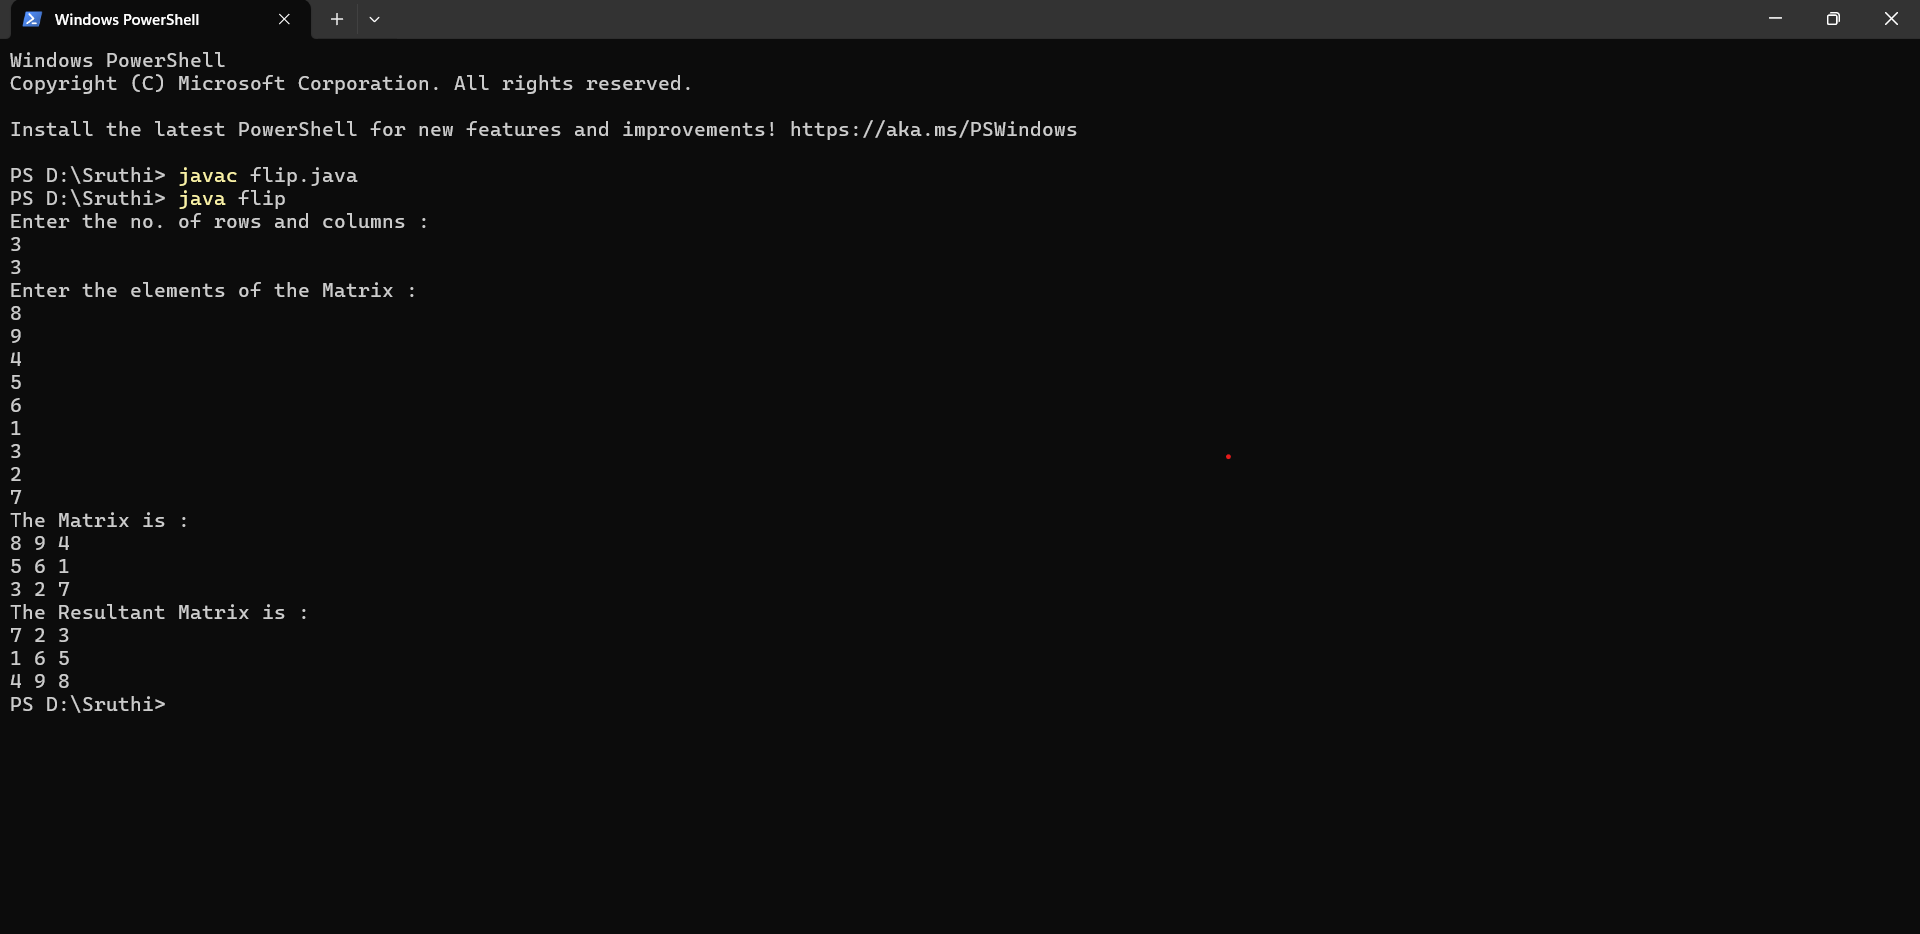 Windows PowerShell
Windows PowerShell
Copyright (C) Microsoft Corporation. All rights reserved.
Install the latest PowerShell for new features and improvements! https://aka.ms/PSWindows
PS D:\Sruthi> javac flip.java
PS D:\Sruthi> java flip
Enter the no. of rows and columns :
3
3
Enter the elements of the Matrix :
8
9
4
5
6
1
3
2
7
The Matrix is :
8 9 4
5 6 1
3 2 7
The Resultant Matrix is :
7 2 3
1 6 5
4 9 8
PS D:\Sruthi>